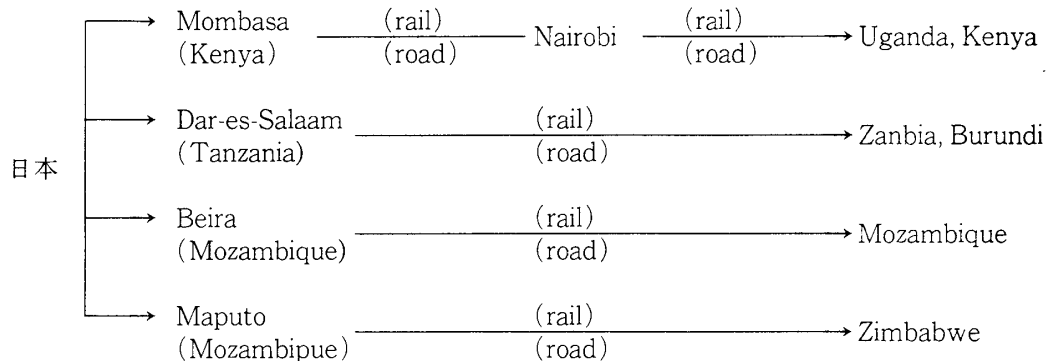 Mombasa (rail) Nairobi (rail) Uganda, Kenya
(Kenya) (road) (road)
Dar-es-Salaam (rail) Zanbia, Burundi
(Tanzania) (road)
日本
Beira (rail) Mozambique
(Mozambique) (road)
Maputo (rail) Zimbabwe
(Mozambipue) (road)